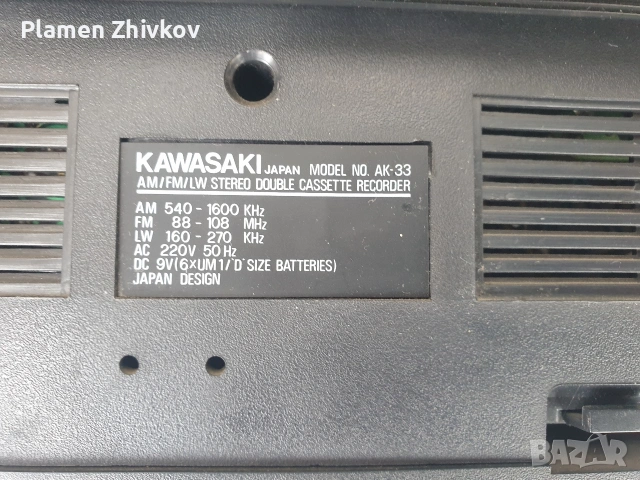 Plamen Zhivkov
KAWASAKI JAPAN MODEL NO. AK-33
AM/FM/LW STEREO DOUBLE CASSETTE RECORDER
AM 540-1600 KHz
FM 88-108 MHz
LW 160-270 KHz
AC 220V 50Hz
DC 9V(6×UM1/'D' SIZE BATTERIES)
JAPAN DESIGN
BAZAR